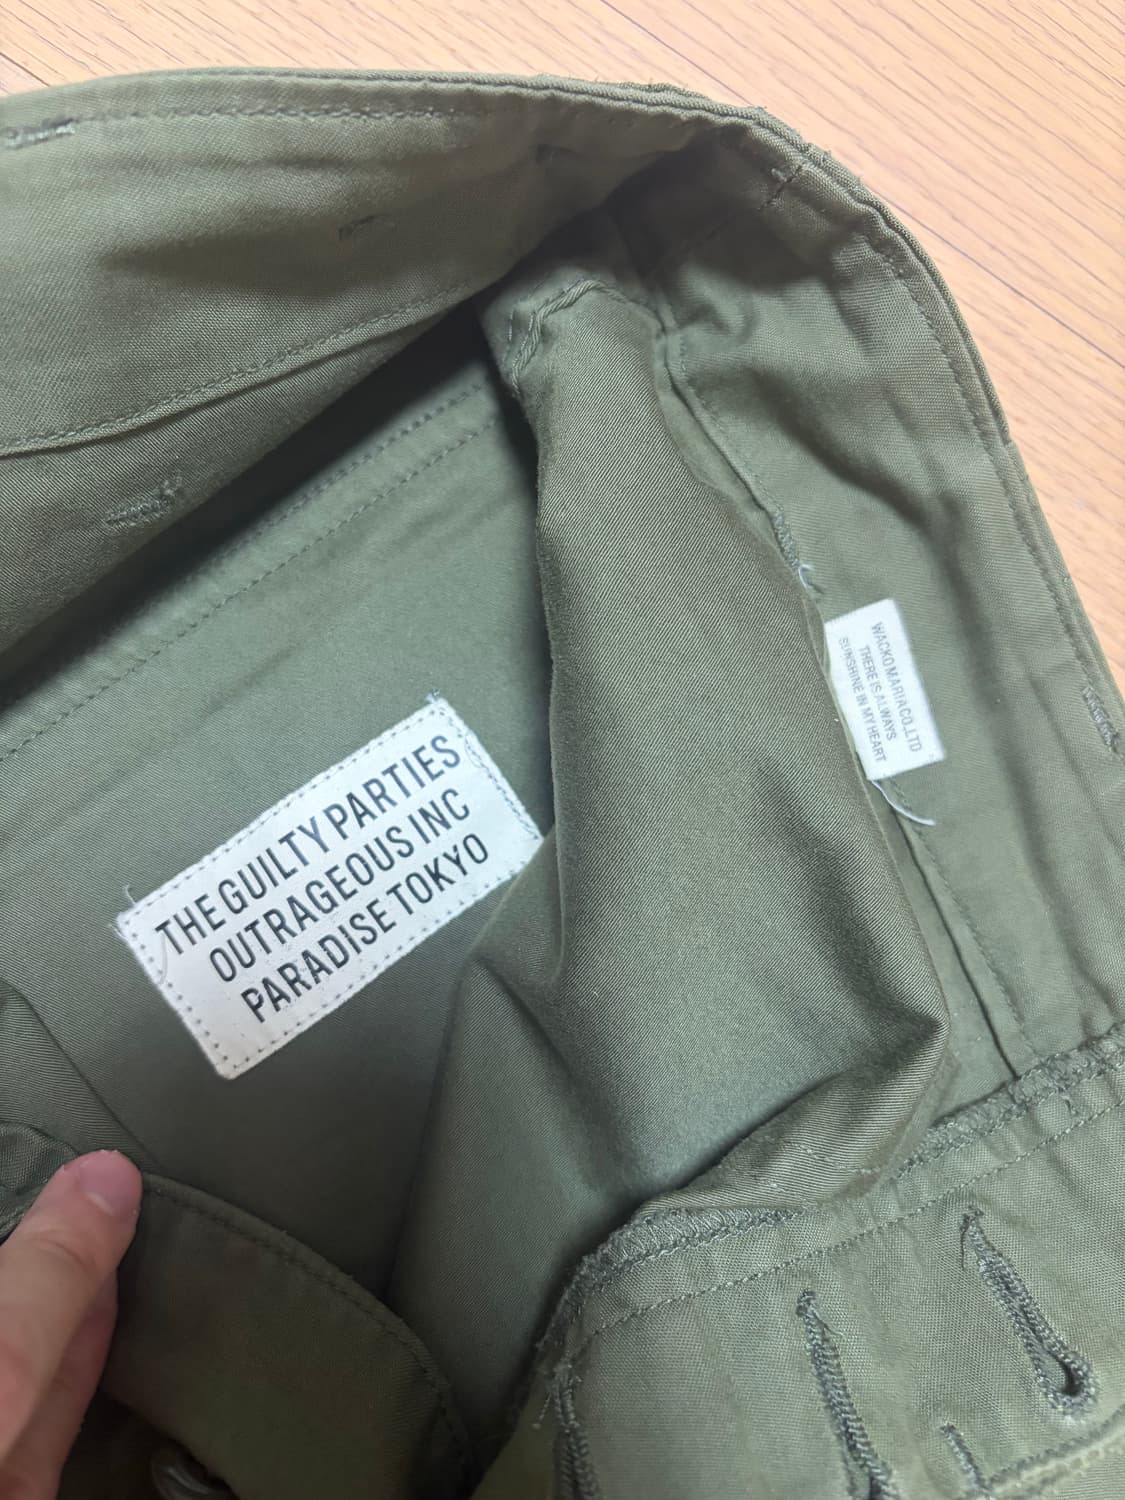 THE GUILTY PARTIES
OUTRAGEOUS INC
PARADISE TOKYO
WACKO MARIA CO.,LTD
THERE IS ALWAYS
SUNSHINE IN MY HEART